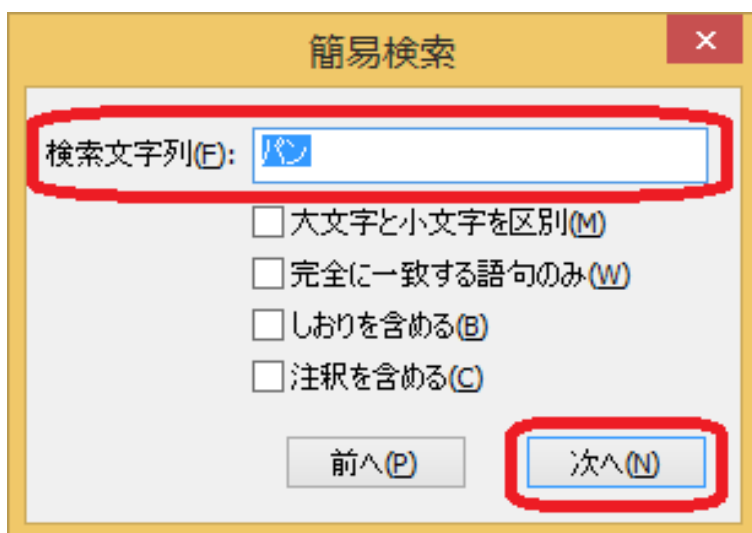 簡易検索
検索文字列(F): パン
大文字と小文字を区別(M)
完全に一致する語句のみ(W)
しおりを含める(B)
注釈を含める(C)
前へ(P) 次へ(N)